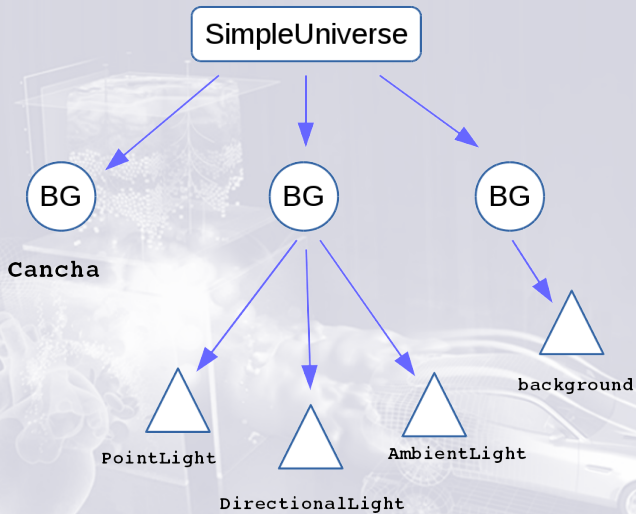 SimpleUniverse
BG
BG
BG
Cancha
background
PointLight
AmbientLight
DirectionalLight